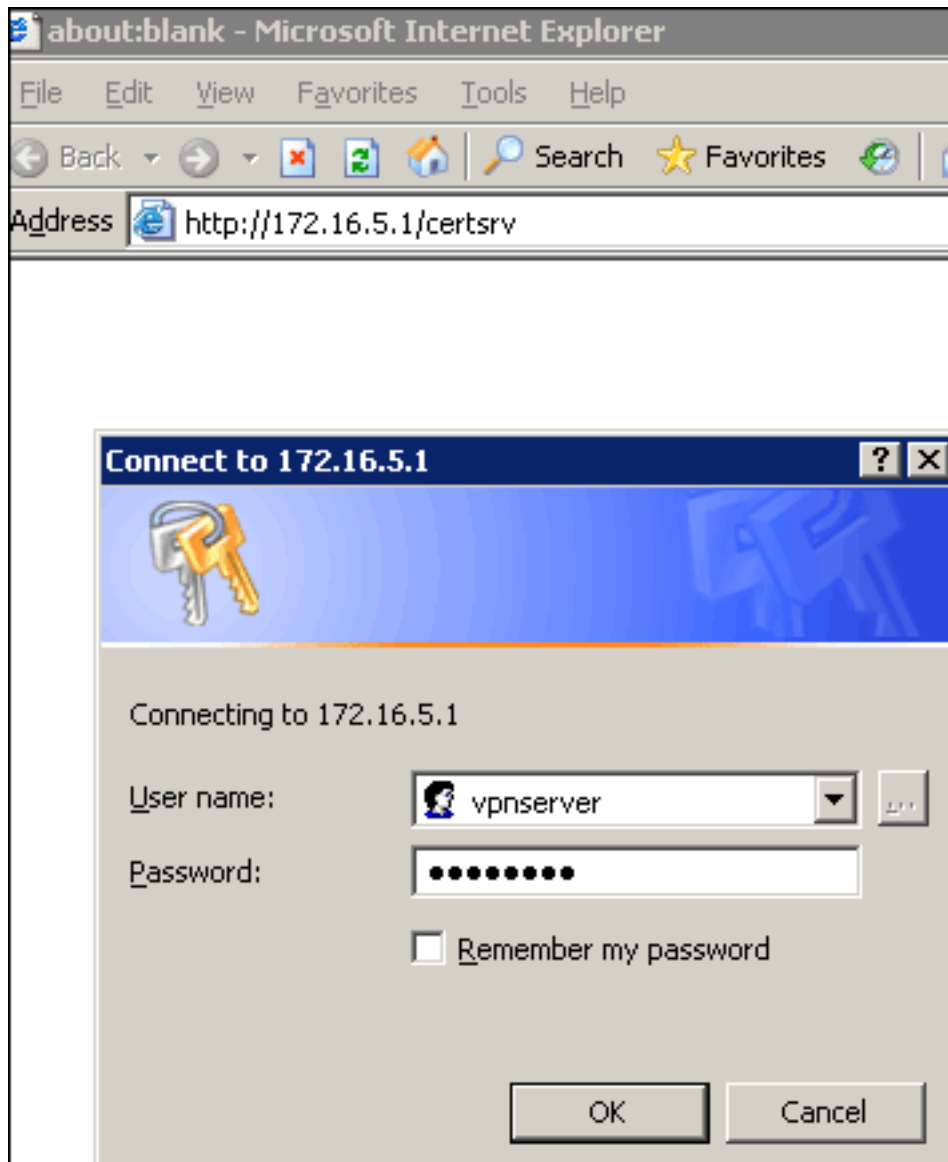 about:blank - Microsoft Internet Explorer
File Edit View Favorites Tools Help
Back Search Favorites
Address http://172.16.5.1/certsrv
Connect to 172.16.5.1
Connecting to 172.16.5.1
User name: vpnserver ...
Password: ••••••••
Remember my password
OK Cancel